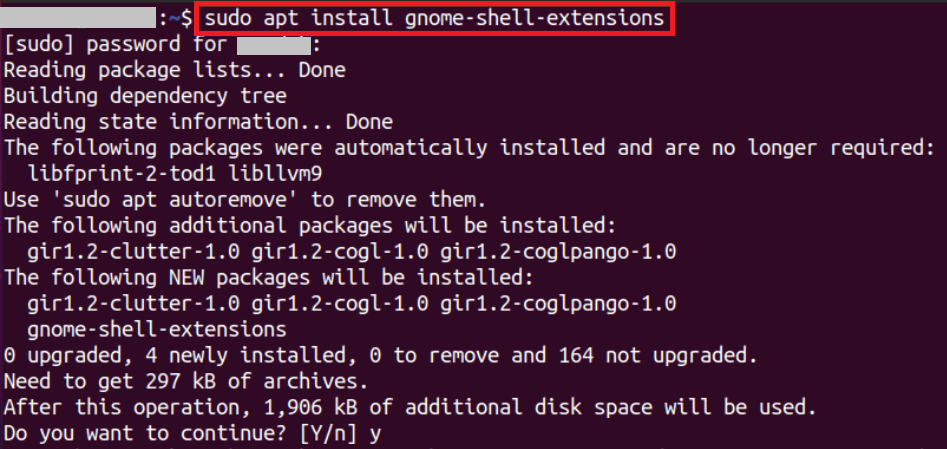 :~$ sudo apt install gnome-shell-extensions
[sudo] password for :
Reading package lists... Done
Building dependency tree
Reading state information... Done
The following packages were automatically installed and are no longer required:
libfprint-2-tod1 libllvm9
Use 'sudo apt autoremove' to remove them.
The following additional packages will be installed:
gir1.2-clutter-1.0 gir1.2-cogl-1.0 gir1.2-coglpango-1.0
The following NEW packages will be installed:
gir1.2-clutter-1.0 gir1.2-cogl-1.0 gir1.2-coglpango-1.0
gnome-shell-extensions
0 upgraded, 4 newly installed, 0 to remove and 164 not upgraded.
Need to get 297 kB of archives.
After this operation, 1,906 kB of additional disk space will be used.
Do you want to continue? [Y/n] y